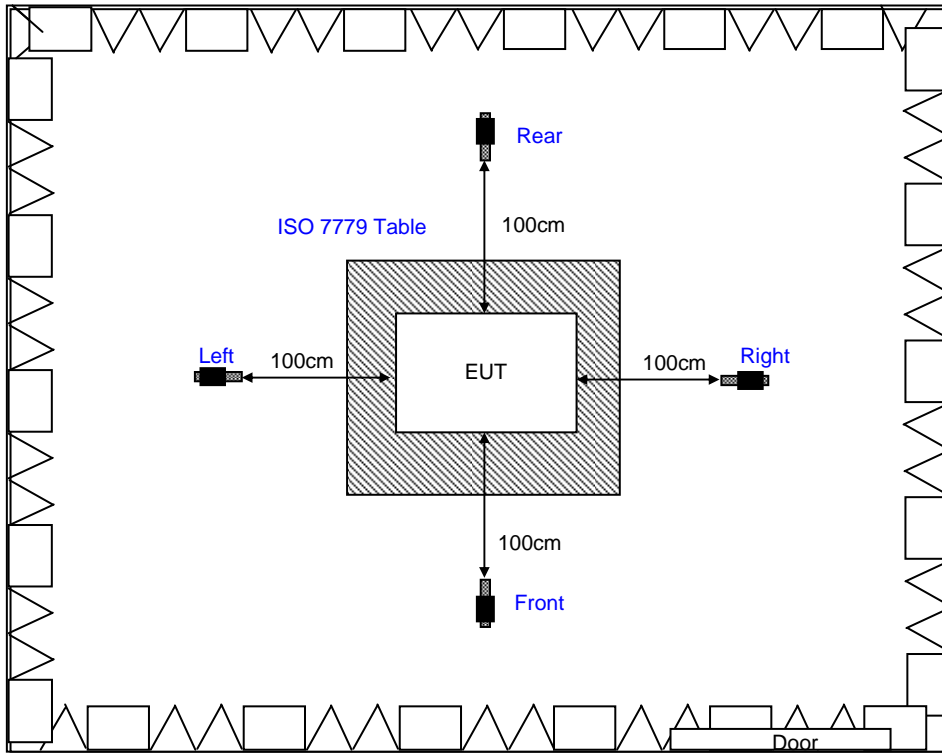 Rear
ISO 7779 Table
100cm
Left
100cm
EUT
100cm
Right
100cm
Front
Door